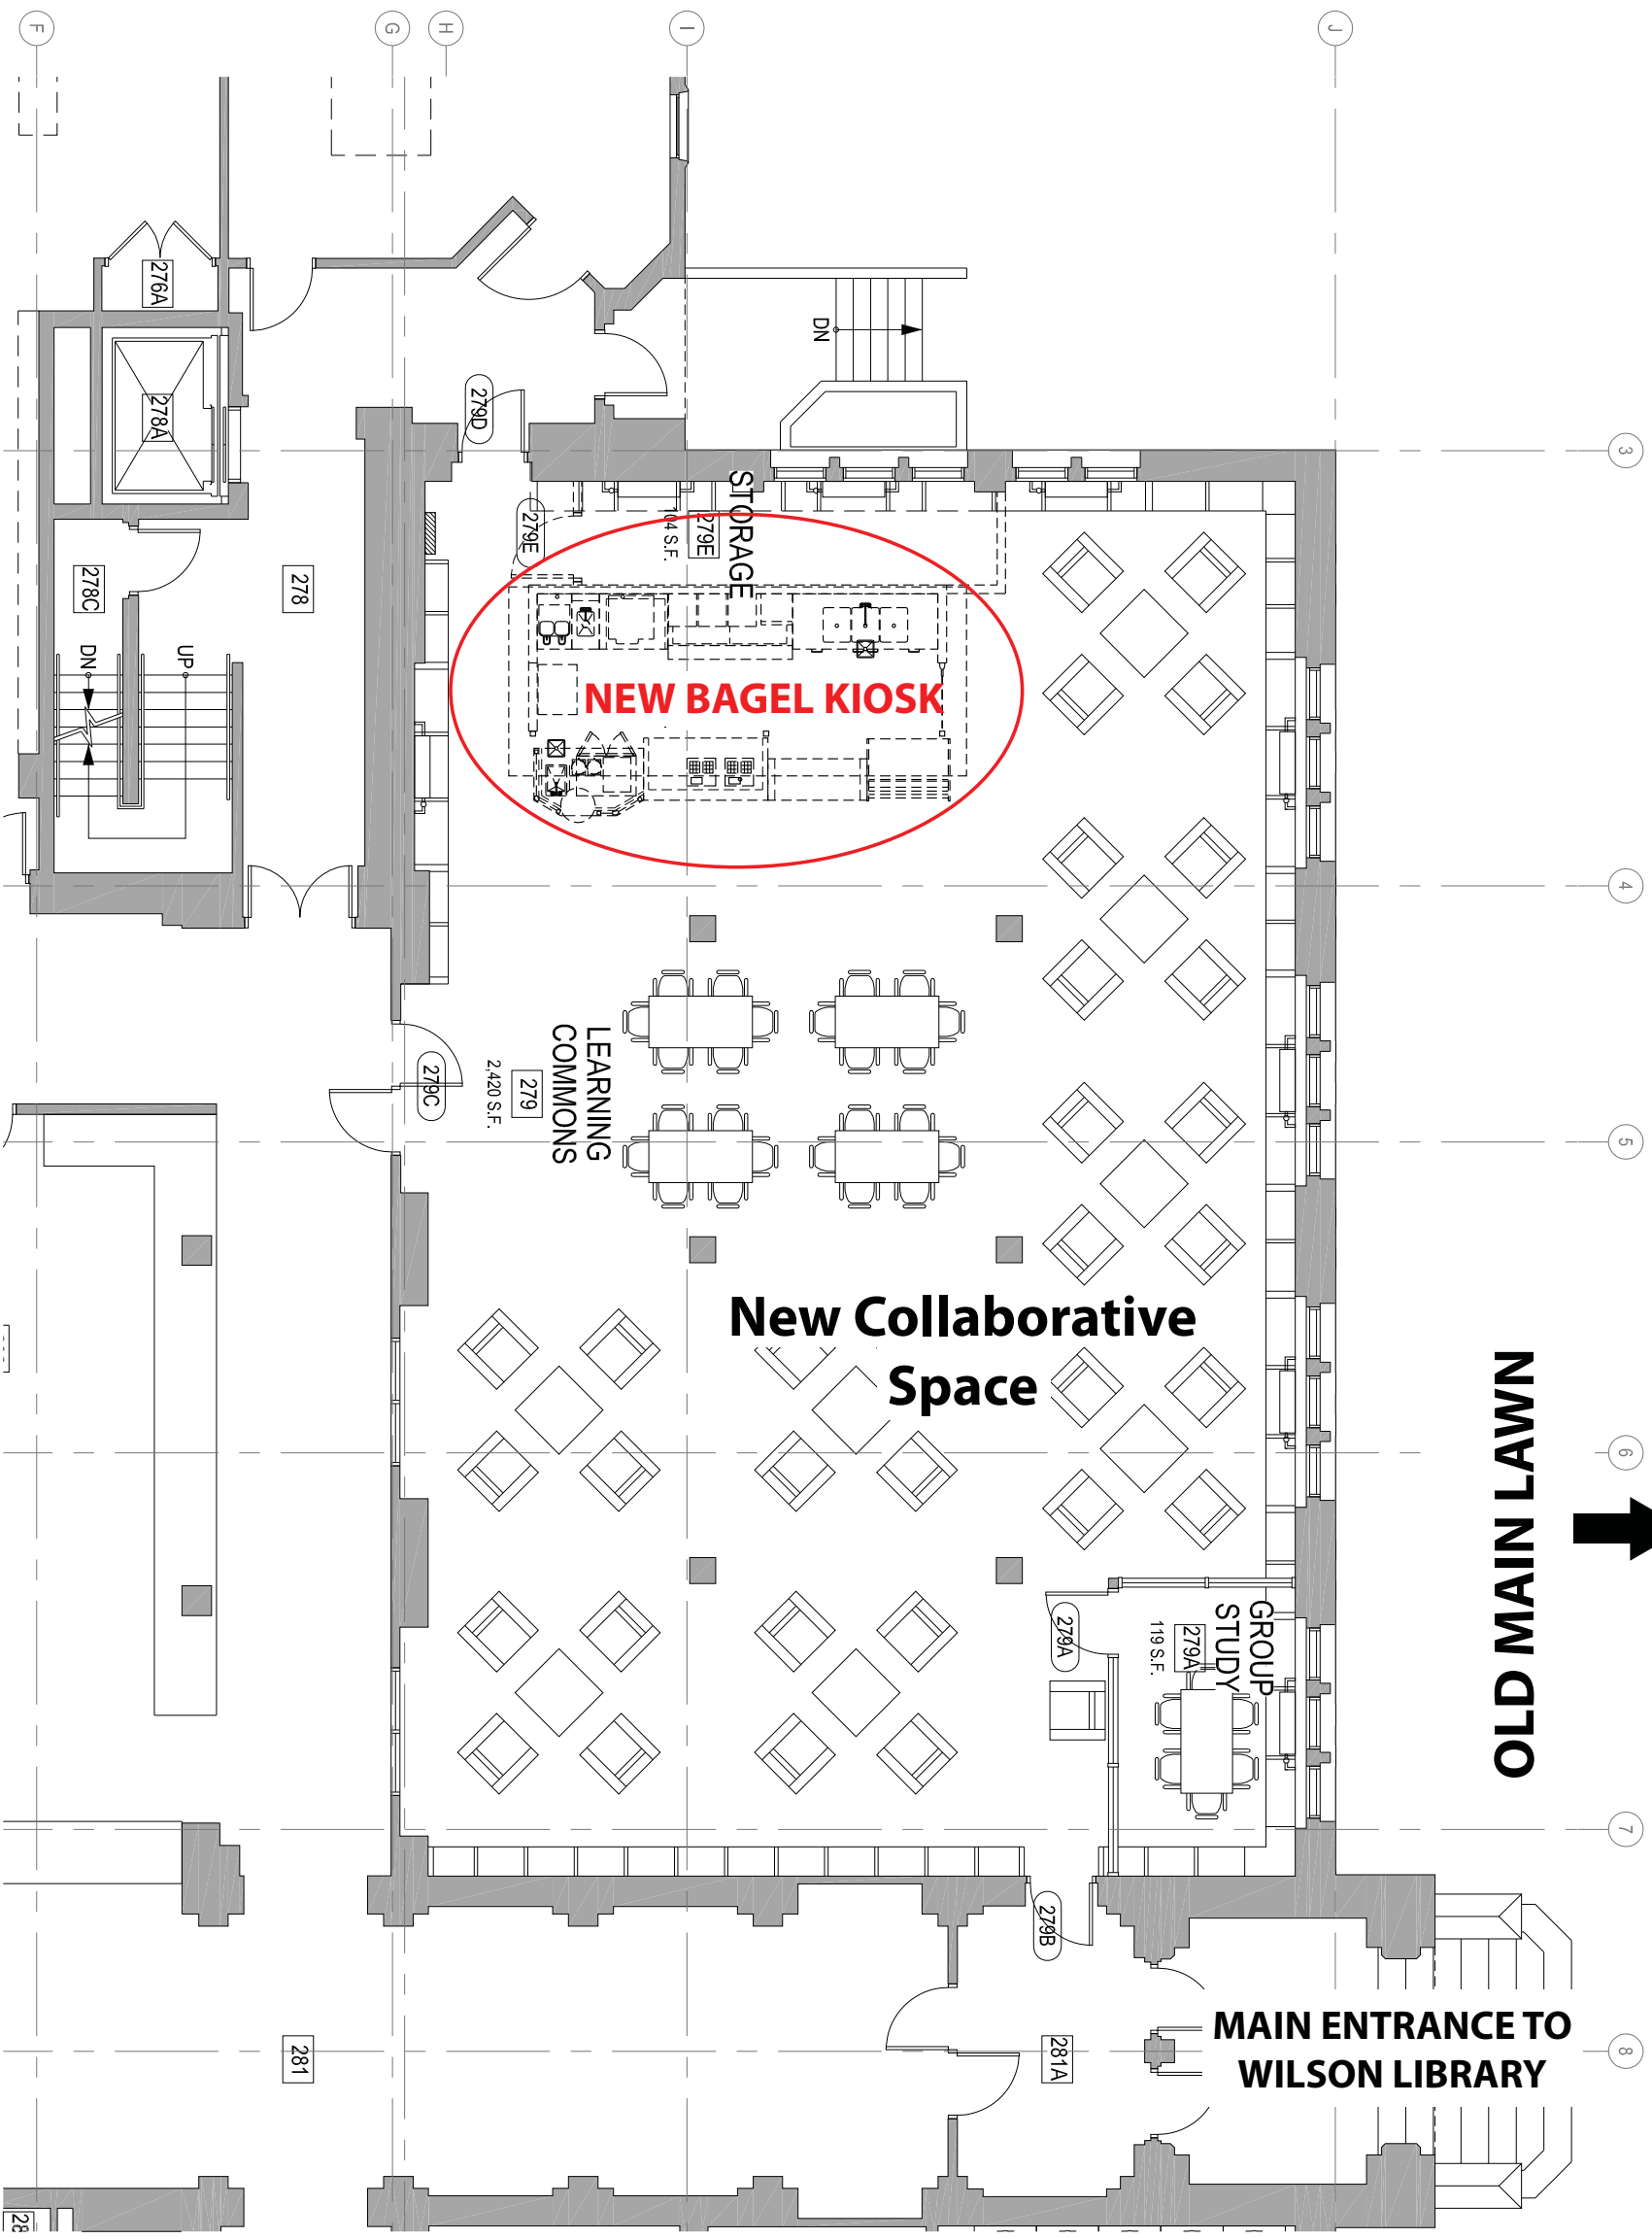 F
G
H
I
J
276A
278A
DN
279D
3
STORAGE
279E
104 S.F.
279E
278C
278
DN
UP
NEW BAGEL KIOSK
4
LEARNING
COMMONS
279
2,420 S.F.
279C
5
New Collaborative
Space
OLD MAIN LAWN
6
GROUP
STUDY
279A
119 S.F.
279A
7
279B
MAIN ENTRANCE TO
WILSON LIBRARY
281
281A
8